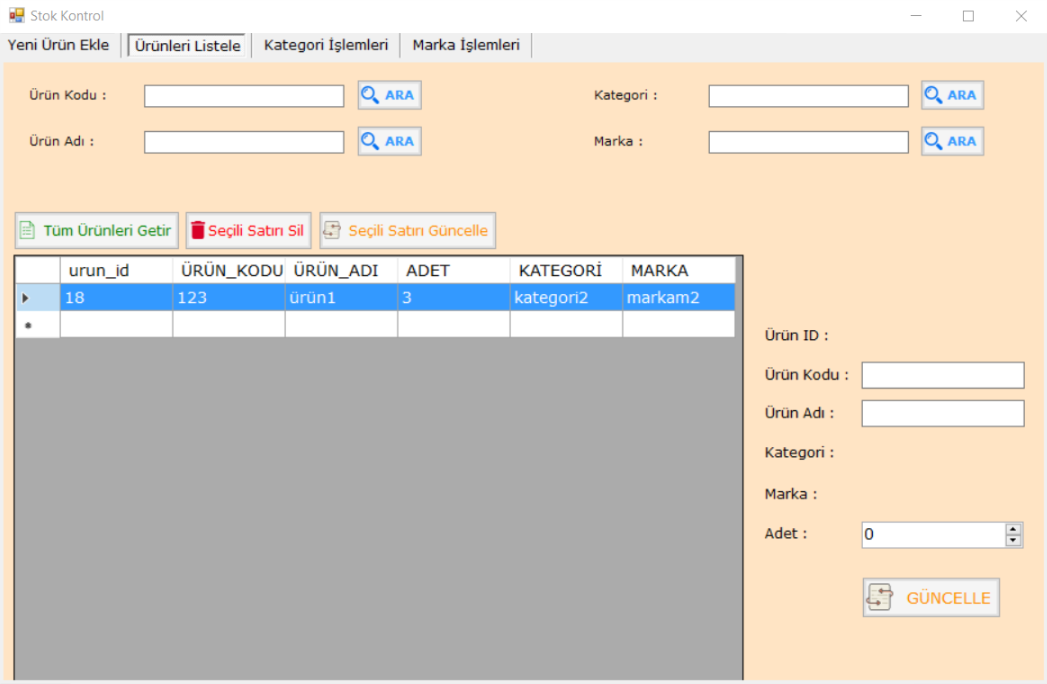 Stok Kontrol
Yeni Ürün Ekle Ürünleri Listele Kategori İşlemleri Marka İşlemleri
Ürün Kodu : ARA Kategori : ARA
Ürün Adı : ARA Marka : ARA
Tüm Ürünleri Getir Seçili Satırı Sil Seçili Satırı Güncelle
urun_id ÜRÜN_KODU ÜRÜN_ADI ADET KATEGORİ MARKA
18 123 ürün1 3 kategori2 markam2
Ürün ID :
Ürün Kodu :
Ürün Adı :
Kategori :
Marka :
Adet : 0
GÜNCELLE